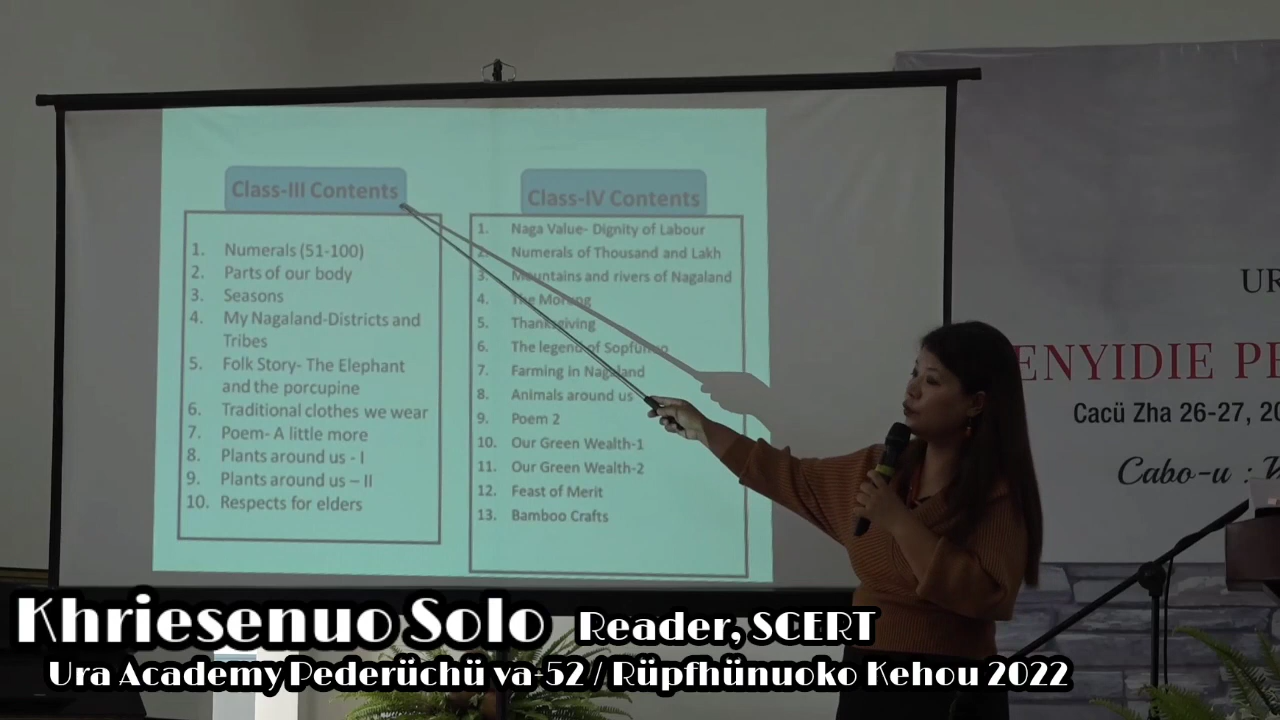 Class-III Contents
1. Numerals (51-100)
2. Parts of our body
3. Seasons
4. My Nagaland-Districts and
Tribes
5. Folk Story- The Elephant
and the porcupine
6. Traditional clothes we wear
7. Poem- A little more
8. Plants around us - I
9. Plants around us – II
10. Respects for elders
Class-IV Contents
1. Naga Value- Dignity of Labour
2. Numerals of Thousand and Lakh
3. Mountains and rivers of Nagaland
4. The Morung
5. Thanksgiving
6. The legend of
7. Farming in Nagaland
8. Animals around us
9. Poem 2
10. Our Green Wealth-1
11. Our Green Wealth-2
12. Feast of Merit
13. Bamboo Crafts
UR
ENYIDIE PE
Cacü Zha 26-27, 20
Cabo-u :
Khriesenuo Solo Reader, SCERT
Ura Academy Pederüchü va-52 / Rüpfhünuoko Kehou 2022